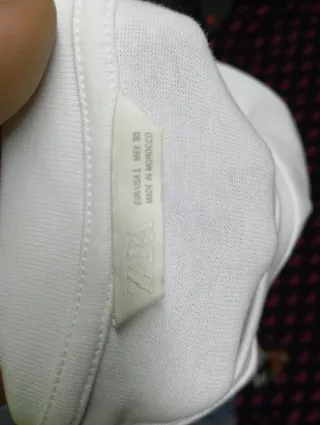 ZARA
EUR/USA L MEX 30
MADE IN MOROCCO